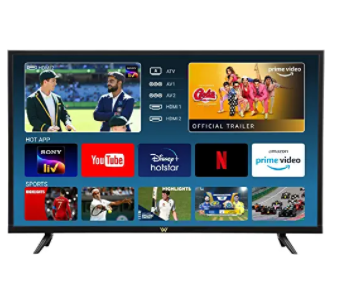 ATV
AV1
AV2
HDMI 1
HDMI 2
prime video
OFFICIAL TRAILER
HOT APP
SONY
liv
YouTube
Disney+
hotstar
N
prime video
SPORTS
HIGHLIGHTS